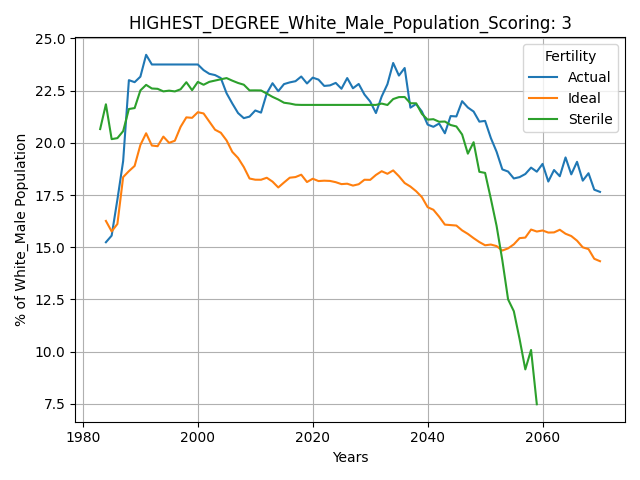 HIGHEST_DEGREE_White_Male_Population_Scoring: 3
% of White_Male Population
25.0
22.5
20.0
17.5
15.0
12.5
10.0
7.5
Fertility
Actual
Ideal
Sterile
1980 2000 2020 2040 2060
Years